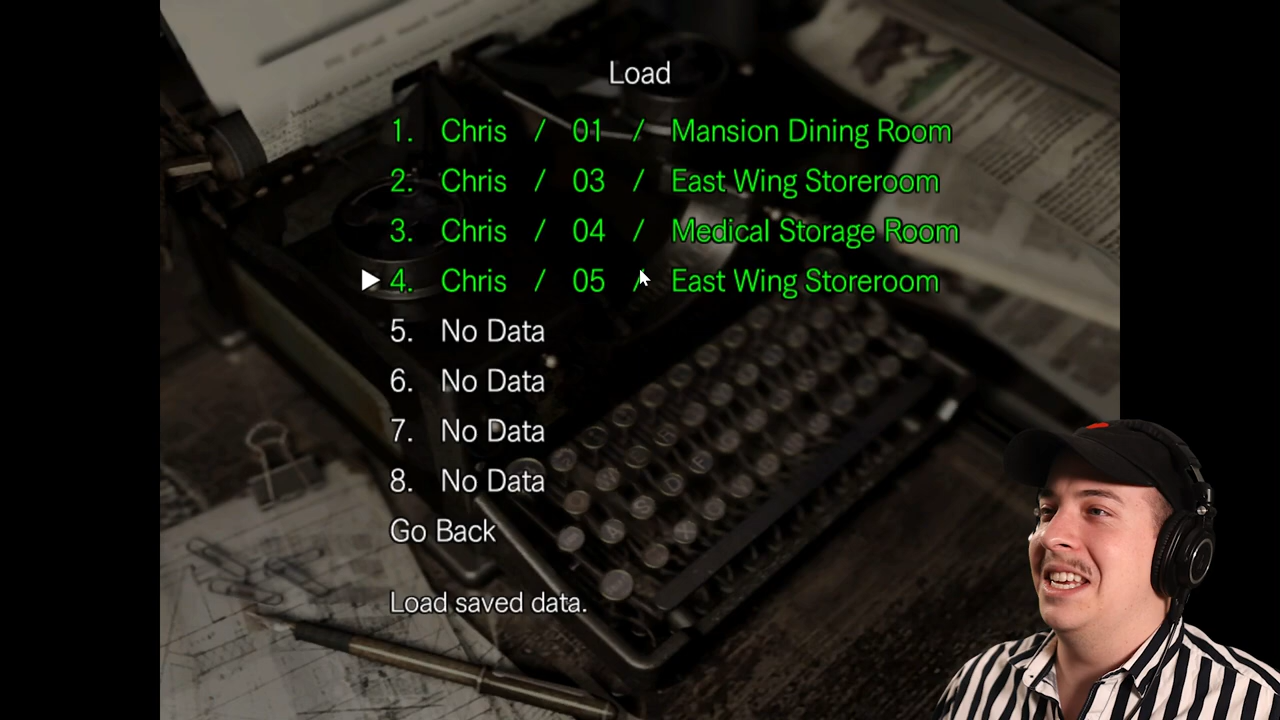 Load
1. Chris / 01 / Mansion Dining Room
2. Chris / 03 / East Wing Storeroom
3. Chris / 04 / Medical Storage Room
4. Chris / 05 / East Wing Storeroom
5. No Data
6. No Data
7. No Data
8. No Data
Go Back
Load saved data.